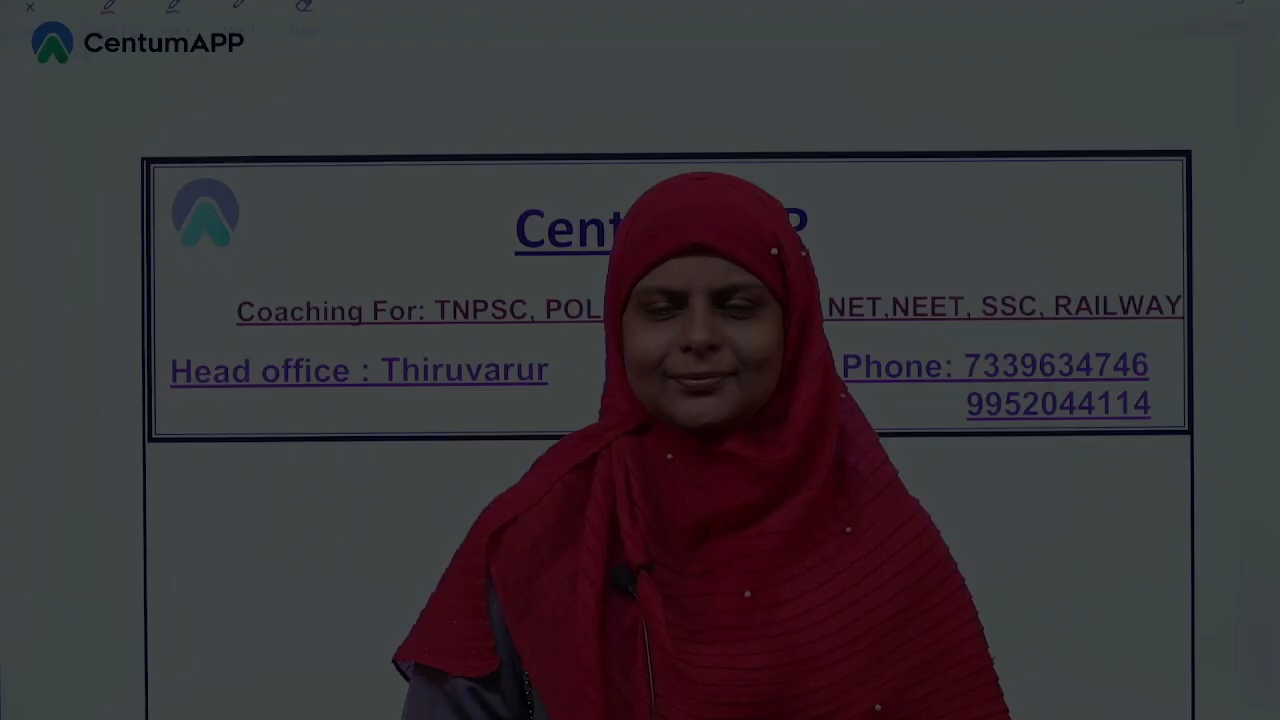 CentumAPP
Cent P
Coaching For: TNPSC, POL NET,NEET, SSC, RAILWAY
Head office : Thiruvarur
Phone: 7339634746
9952044114